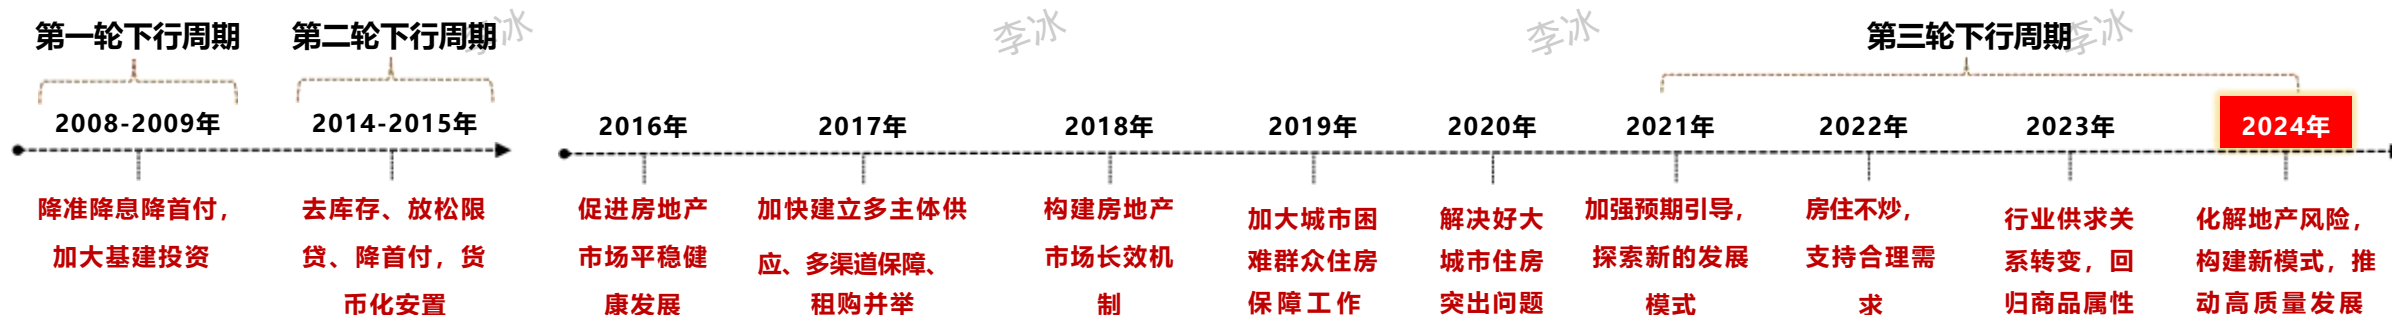 第一轮下行周期
第二轮下行周期
第三轮下行周期
李冰
李冰
李冰
李冰
2008-2009年
2014-2015年
2016年
2017年
2018年
2019年
2020年
2021年
2022年
2023年
2024年
降准降息降首付，
加大基建投资
去库存、放松限
贷、降首付，货
币化安置
促进房地产
市场平稳健
康发展
加快建立多主体供
应、多渠道保障、
租购并举
构建房地产
市场长效机
制
加大城市困
难群众住房
保障工作
解决好大
城市住房
突出问题
加强预期引导，
探索新的发展
模式
房住不炒，
支持合理需
求
行业供求关
系转变，回
归商品属性
化解地产风险，
构建新模式，推
动高质量发展